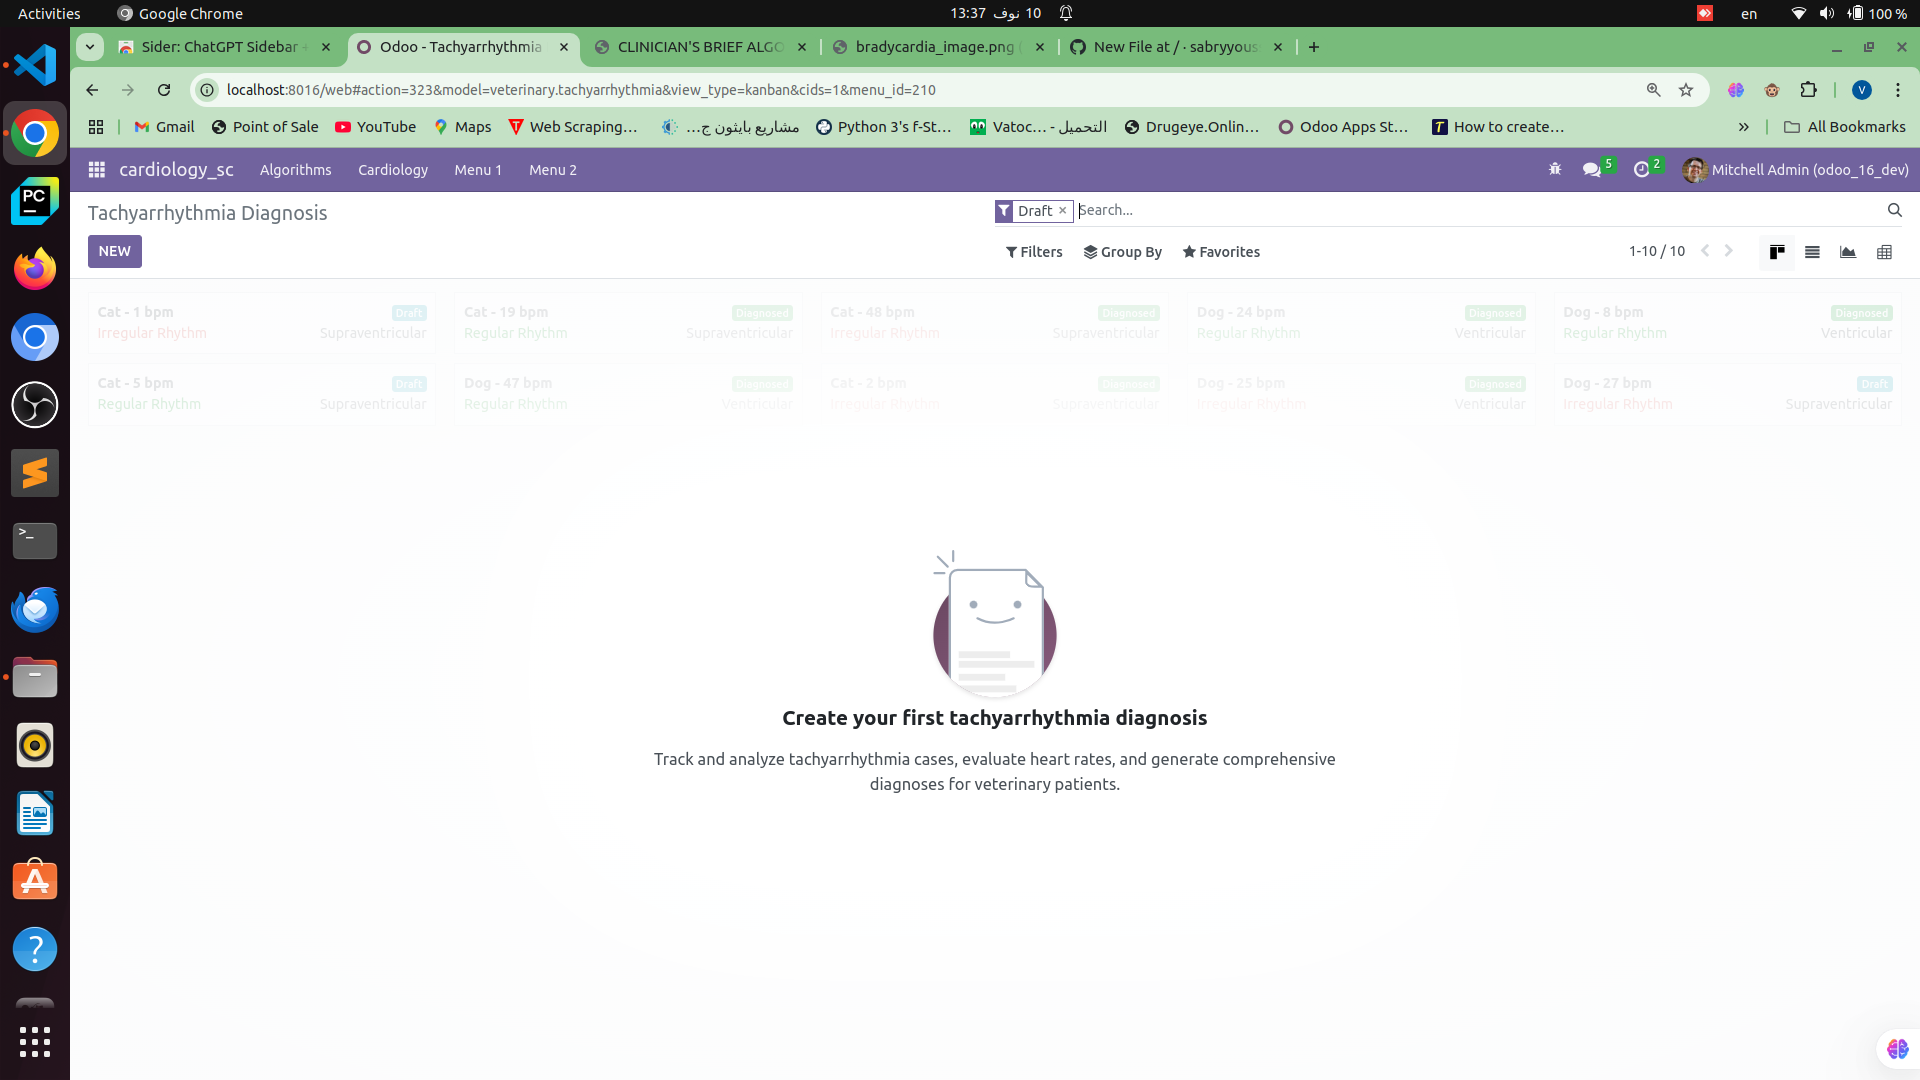 Activities
Google Chrome
10 نوف 13:37
en
100 %
Sider: ChatGPT Sidebar
Odoo - Tachyarrhythmia
CLINICIAN'S BRIEF ALGO
bradycardia_image.png
New File at / · sabryyous
localhost:8016/web#action=323&model=veterinary.tachyarrhythmia&view_type=kanban&cids=1&menu_id=210
V
Gmail
Point of Sale
YouTube
Maps
Web Scraping…
مشاريع بايثون ج…
Python 3's f-St…
Vatoc… - التحميل
Drugeye.Onlin…
Odoo Apps St…
How to create…
All Bookmarks
cardiology_sc
Algorithms
Cardiology
Menu 1
Menu 2
5
2
Mitchell Admin (odoo_16_dev)
Tachyarrhythmia Diagnosis
Draft
Search...
NEW
Filters
Group By
Favorites
1-10 / 10
Cat - 1 bpm
Draft
Irregular Rhythm
Supraventricular
Cat - 19 bpm
Diagnosed
Regular Rhythm
Supraventricular
Cat - 48 bpm
Diagnosed
Irregular Rhythm
Supraventricular
Dog - 24 bpm
Diagnosed
Regular Rhythm
Ventricular
Dog - 8 bpm
Diagnosed
Regular Rhythm
Ventricular
Cat - 5 bpm
Draft
Regular Rhythm
Supraventricular
Dog - 47 bpm
Diagnosed
Regular Rhythm
Ventricular
Cat - 2 bpm
Diagnosed
Irregular Rhythm
Supraventricular
Dog - 25 bpm
Diagnosed
Irregular Rhythm
Ventricular
Dog - 27 bpm
Draft
Irregular Rhythm
Supraventricular
Create your first tachyarrhythmia diagnosis
Track and analyze tachyarrhythmia cases, evaluate heart rates, and generate comprehensive
diagnoses for veterinary patients.